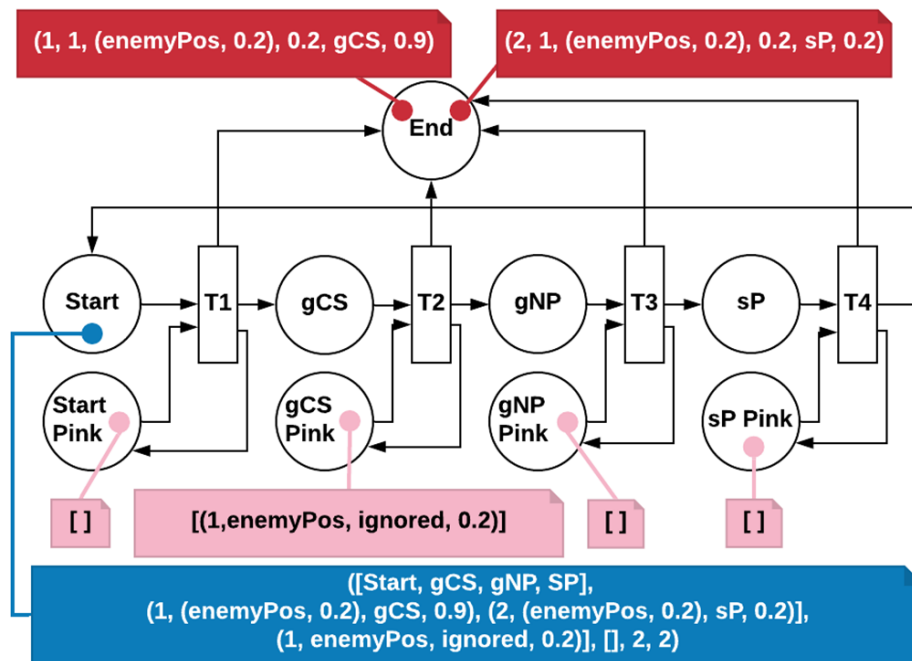 (1, 1, (enemyPos, 0.2), 0.2, gCS, 0.9)
(2, 1, (enemyPos, 0.2), 0.2, sP, 0.2)
End
Start
T1
gCS
T2
gNP
T3
sP
T4
Start
Pink
gCS
Pink
gNP
Pink
sP Pink
[ ]
[(1,enemyPos, ignored, 0.2)]
[ ]
[ ]
([Start, gCS, gNP, SP],
(1, (enemyPos, 0.2), gCS, 0.9), (2, (enemyPos, 0.2), sP, 0.2)],
(1, enemyPos, ignored, 0.2)], [], 2, 2)